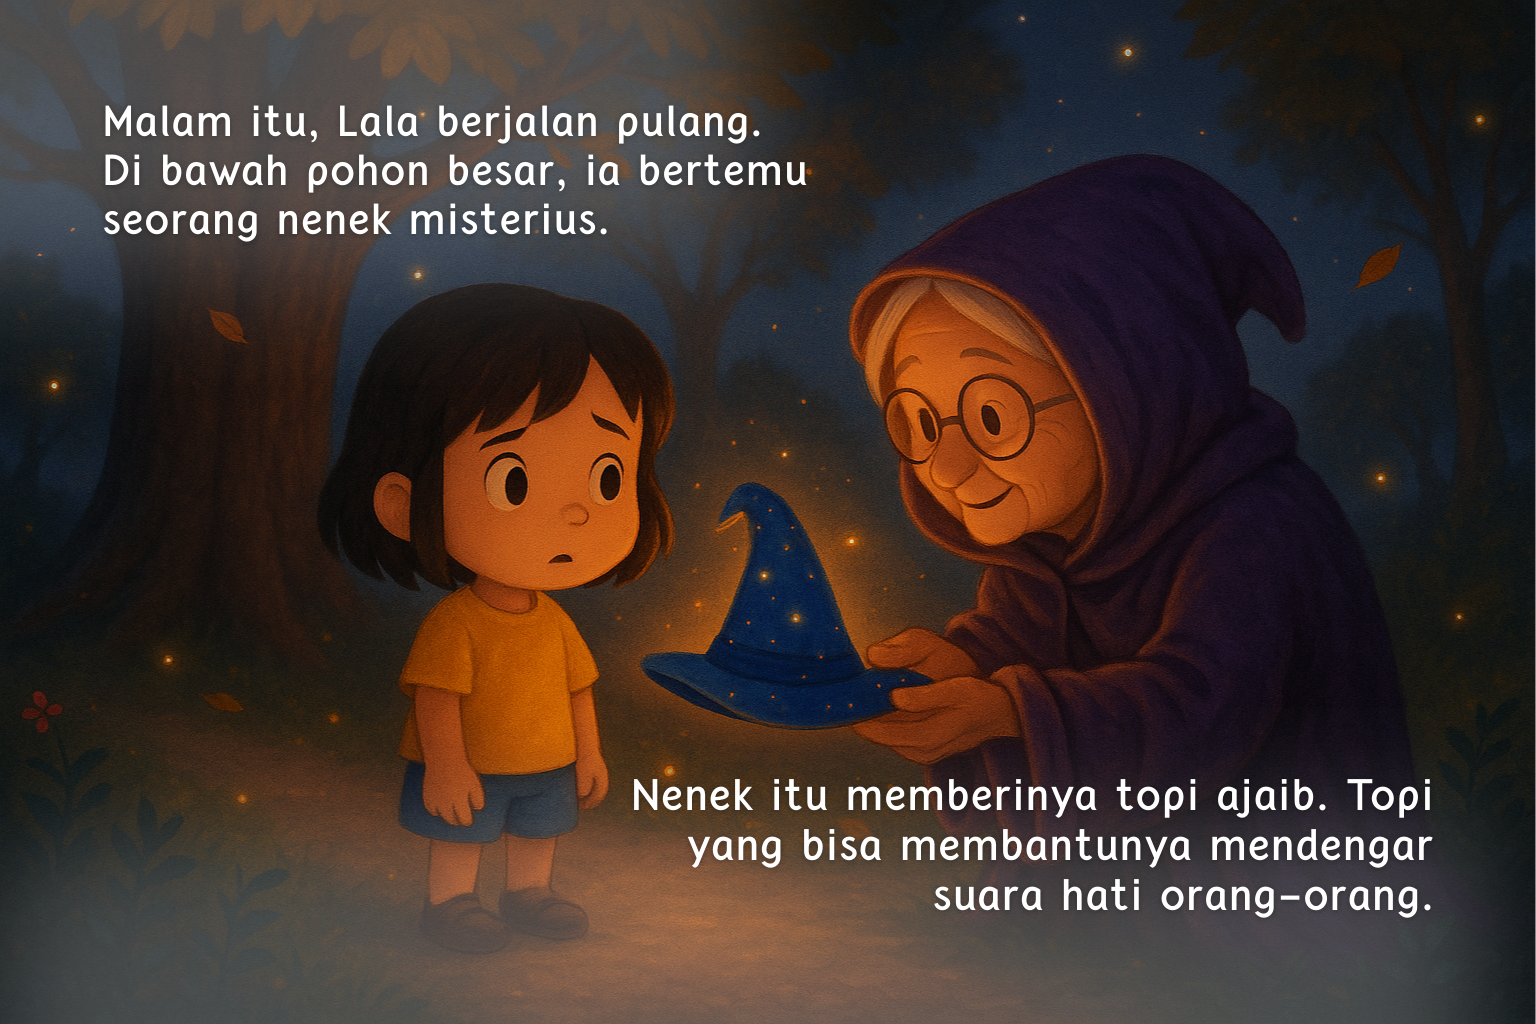 Malam itu, Lala berjalan pulang.
Di bawah pohon besar, ia bertemu
seorang nenek misterius.
Nenek itu memberinya topi ajaib. Topi
yang bisa membantunya mendengar
suara hati orang-orang.